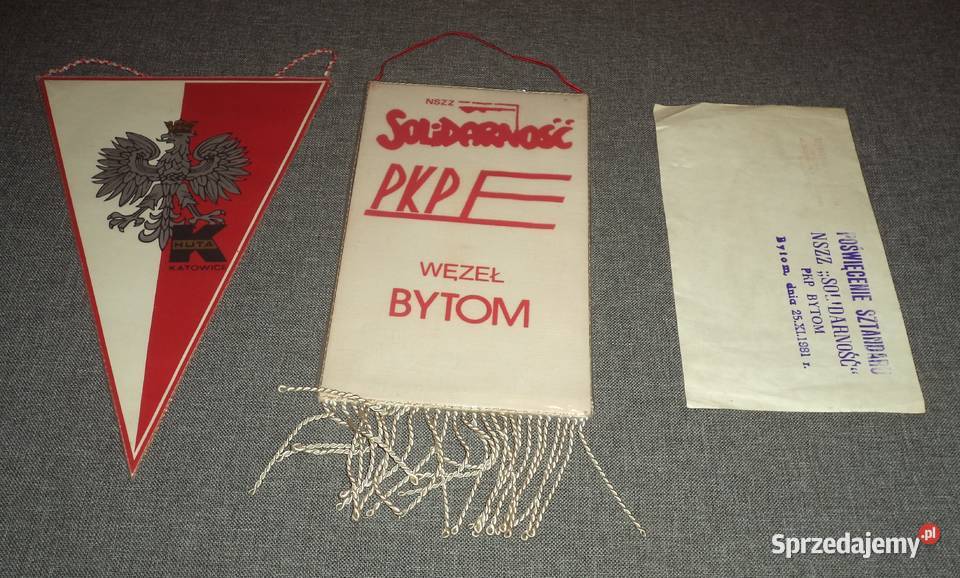 K
HUTA
KATOWICE
NSZZ
SOLiDARNOŚĆ
PKP
WĘZEŁ
BYTOM
POŚWIĘCENIE SZTANDARU
NSZZ „SOLIDARNOŚĆ"
PKP BYTOM
Bytom dnia 25.XI.1981 r.
Sprzedajemy.pl